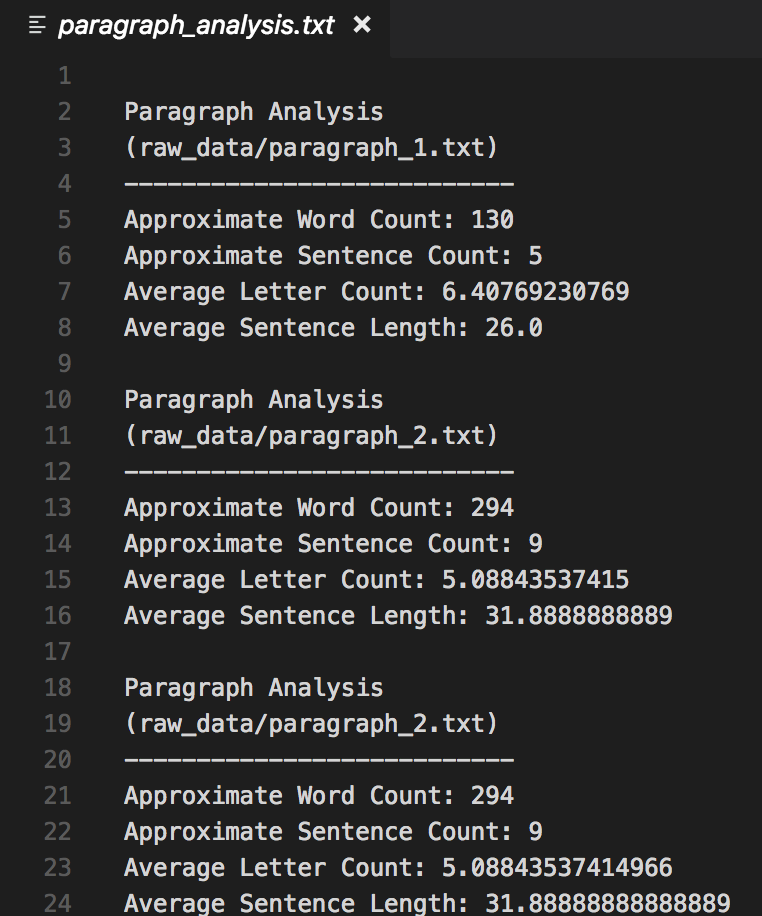 paragraph_analysis.txt ×
1
2 Paragraph Analysis
3 (raw_data/paragraph_1.txt)
4 ---------------------------
5 Approximate Word Count: 130
6 Approximate Sentence Count: 5
7 Average Letter Count: 6.40769230769
8 Average Sentence Length: 26.0
9
10 Paragraph Analysis
11 (raw_data/paragraph_2.txt)
12 ---------------------------
13 Approximate Word Count: 294
14 Approximate Sentence Count: 9
15 Average Letter Count: 5.08843537415
16 Average Sentence Length: 31.8888888889
17
18 Paragraph Analysis
19 (raw_data/paragraph_2.txt)
20 ---------------------------
21 Approximate Word Count: 294
22 Approximate Sentence Count: 9
23 Average Letter Count: 5.08843537414966
24 Average Sentence Length: 31.88888888888889